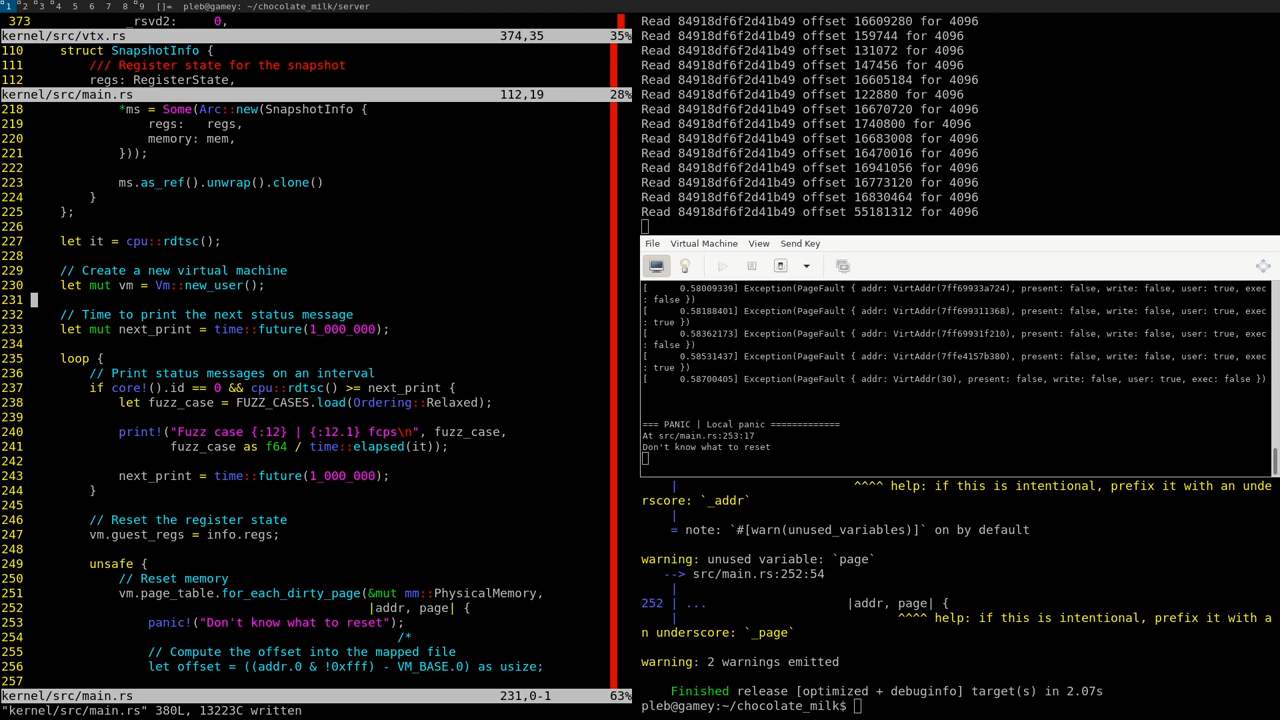 1 2 3 4 5 6 7 8 9 []= pleb@gamey: ~/chocolate_milk/server
373 _rsvd2: 0,
kernel/src/vtx.rs 374,35 35%
110 struct SnapshotInfo {
111 /// Register state for the snapshot
112 regs: RegisterState,
kernel/src/main.rs 112,19 28%
218 *ms = Some(Arc::new(SnapshotInfo {
219 regs: regs,
220 memory: mem,
221 }));
222
223 ms.as_ref().unwrap().clone()
224 }
225 };
226
227 let it = cpu::rdtsc();
228
229 // Create a new virtual machine
230 let mut vm = Vm::new_user();
231
232 // Time to print the next status message
233 let mut next_print = time::future(1_000_000);
234
235 loop {
236 // Print status messages on an interval
237 if core!().id == 0 && cpu::rdtsc() >= next_print {
238 let fuzz_case = FUZZ_CASES.load(Ordering::Relaxed);
239
240 print!("Fuzz case {:12} | {:12.1} fcps\n", fuzz_case,
241 fuzz_case as f64 / time::elapsed(it));
242
243 next_print = time::future(1_000_000);
244 }
245
246 // Reset the register state
247 vm.guest_regs = info.regs;
248
249 unsafe {
250 // Reset memory
251 vm.page_table.for_each_dirty_page(&mut mm::PhysicalMemory,
252 |addr, page| {
253 panic!("Don't know what to reset");
254 /*
255 // Compute the offset into the mapped file
256 let offset = ((addr.0 & !0xfff) - VM_BASE.0) as usize;
257
kernel/src/main.rs 231,0-1 63%
"kernel/src/main.rs" 380L, 13223C written
Read 84918df6f2d41b49 offset 16609280 for 4096
Read 84918df6f2d41b49 offset 159744 for 4096
Read 84918df6f2d41b49 offset 131072 for 4096
Read 84918df6f2d41b49 offset 147456 for 4096
Read 84918df6f2d41b49 offset 16605184 for 4096
Read 84918df6f2d41b49 offset 122880 for 4096
Read 84918df6f2d41b49 offset 16670720 for 4096
Read 84918df6f2d41b49 offset 1740800 for 4096
Read 84918df6f2d41b49 offset 16683008 for 4096
Read 84918df6f2d41b49 offset 16470016 for 4096
Read 84918df6f2d41b49 offset 16941056 for 4096
Read 84918df6f2d41b49 offset 16773120 for 4096
Read 84918df6f2d41b49 offset 16830464 for 4096
Read 84918df6f2d41b49 offset 55181312 for 4096
File Virtual Machine View Send Key
[ 0.58009339] Exception(PageFault { addr: VirtAddr(7ff69933a724), present: false, write: false, user: true, exec
: false })
[ 0.58188401] Exception(PageFault { addr: VirtAddr(7ff699311368), present: false, write: false, user: true, exec
: true })
[ 0.58362173] Exception(PageFault { addr: VirtAddr(7ff69931f210), present: false, write: false, user: true, exec
: false })
[ 0.58531437] Exception(PageFault { addr: VirtAddr(7ffe4157b380), present: false, write: false, user: true, exec
: true })
[ 0.58700405] Exception(PageFault { addr: VirtAddr(30), present: false, write: false, user: true, exec: false })
=== PANIC | Local panic =============
At src/main.rs:253:17
Don't know what to reset
| ^^^^ help: if this is intentional, prefix it with an unde
rscore: `_addr`
|
= note: `#[warn(unused_variables)]` on by default
warning: unused variable: `page`
--> src/main.rs:252:54
|
252 | ... |addr, page| {
| ^^^^ help: if this is intentional, prefix it with a
n underscore: `_page`
warning: 2 warnings emitted
Finished release [optimized + debuginfo] target(s) in 2.07s
pleb@gamey:~/chocolate_milk$